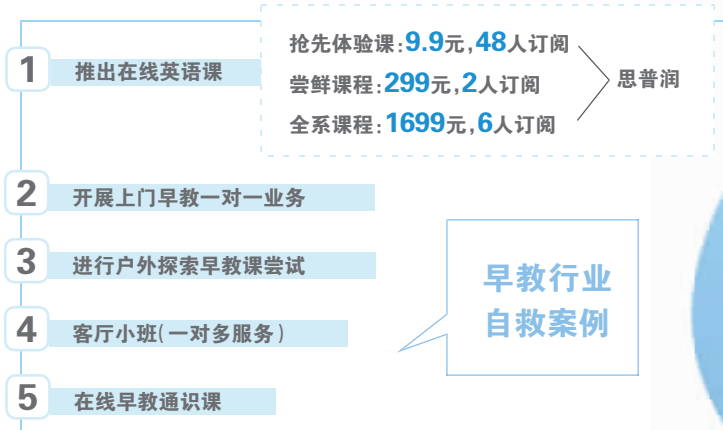 抢先体验课:9.9元,48人订阅
1 推出在线英语课
尝鲜课程:299元,2人订阅
思普润
全系课程:1699元,6人订阅
2 开展上门早教一对一业务
3 进行户外探索早教课尝试
早教行业
自救案例
4 客厅小班(一对多服务)
5 在线早教通识课